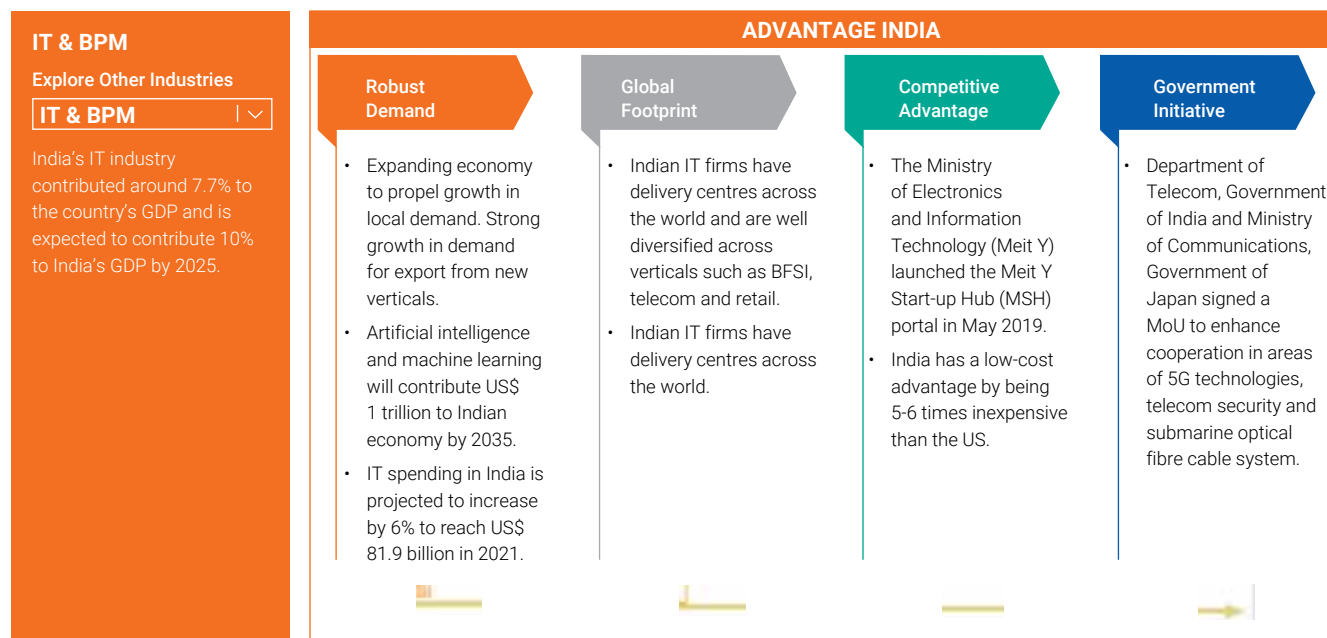 IT & BPM
Explore Other Industries
IT & BPM
India's IT industry
contributed around 7.7% to
the country's GDP and is
expected to contribute 10%
to India's GDP by 2025.
ADVANTAGE INDIA
Robust
Demand
• Expanding economy
to propel growth in
local demand. Strong
growth in demand
for export from new
verticals.
• Artificial intelligence
and machine learning
will contribute US$
1 trillion to Indian
economy by 2035.
• IT spending in India is
projected to increase
by 6% to reach US$
81.9 billion in 2021.
Global
Footprint
• Indian IT firms have
delivery centres across
the world and are well
diversified across
verticals such as BFSI,
telecom and retail.
• Indian IT firms have
delivery centres across
the world.
Competitive
Advantage
• The Ministry
of Electronics
and Information
Technology (Meit Y)
launched the Meit Y
Start-up Hub (MSH)
portal in May 2019.
• India has a low-cost
advantage by being
5-6 times inexpensive
than the US.
Government
Initiative
• Department of
Telecom, Government
of India and Ministry
of Communications,
Government of
Japan signed a
MoU to enhance
cooperation in areas
of 5G technologies,
telecom security and
submarine optical
fibre cable system.